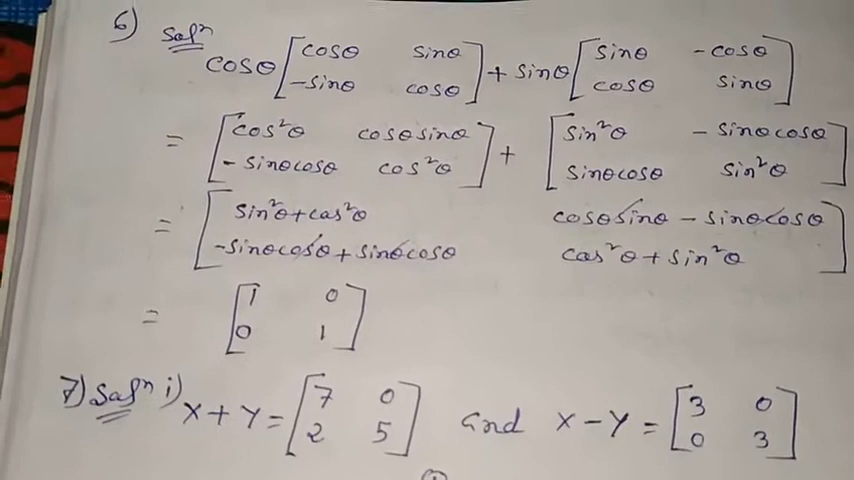 6) Solⁿ
cosθ [cosθ sinθ] + sinθ [sinθ -cosθ]
[-sinθ cosθ] [cosθ sinθ]
= [cos²θ cosθsinθ] + [sin²θ - sinθcosθ]
[- sinθcosθ cos²θ] [sinθcosθ sin²θ]
= [sin²θ+cos²θ cosθsinθ - sinθcosθ]
[-sinθcosθ + sinθcosθ cos²θ + sin²θ]
= [1 0]
[0 1]
7) Solⁿ i) X+Y = [7 0] and X-Y = [3 0]
[2 5] [0 3]